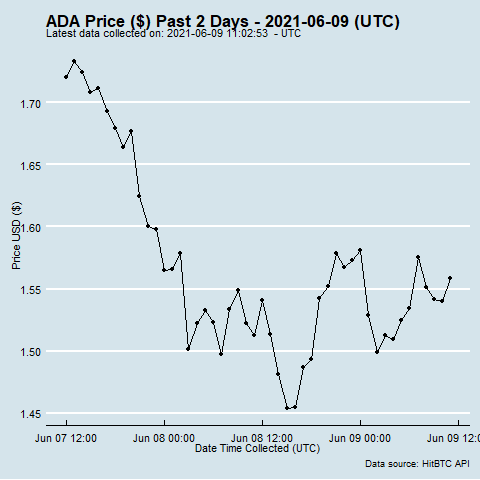 ADA Price ($) Past 2 Days - 2021-06-09 (UTC)
Latest data collected on: 2021-06-09 11:02:53  - UTC
Price USD ($)
1.70
1.65
1.60
1.55
1.50
1.45
Jun 07 12:00 Jun 08 00:00 Jun 08 12:00 Jun 09 00:00 Jun 09 12
Date Time Collected (UTC)
Data source: HitBTC API